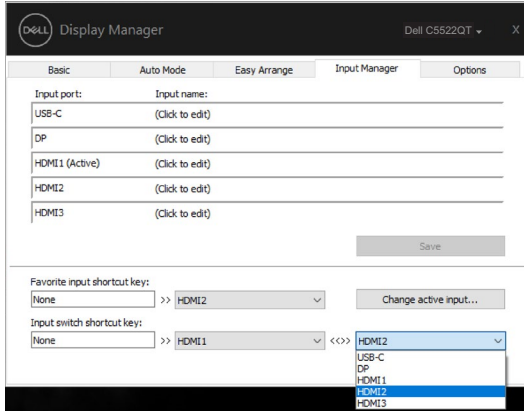 DELL Display Manager Dell C5522QT X
Basic Auto Mode Easy Arrange Input Manager Options
Input port: Input name:
USB-C (Click to edit)
DP (Click to edit)
HDMI1 (Active) (Click to edit)
HDMI2 (Click to edit)
HDMI3 (Click to edit)
Save
Favorite input shortcut key:
None >> HDMI2 Change active input...
Input switch shortcut key:
None >> HDMI1 <<>> HDMI2
USB-C
DP
HDMI1
HDMI2
HDMI3